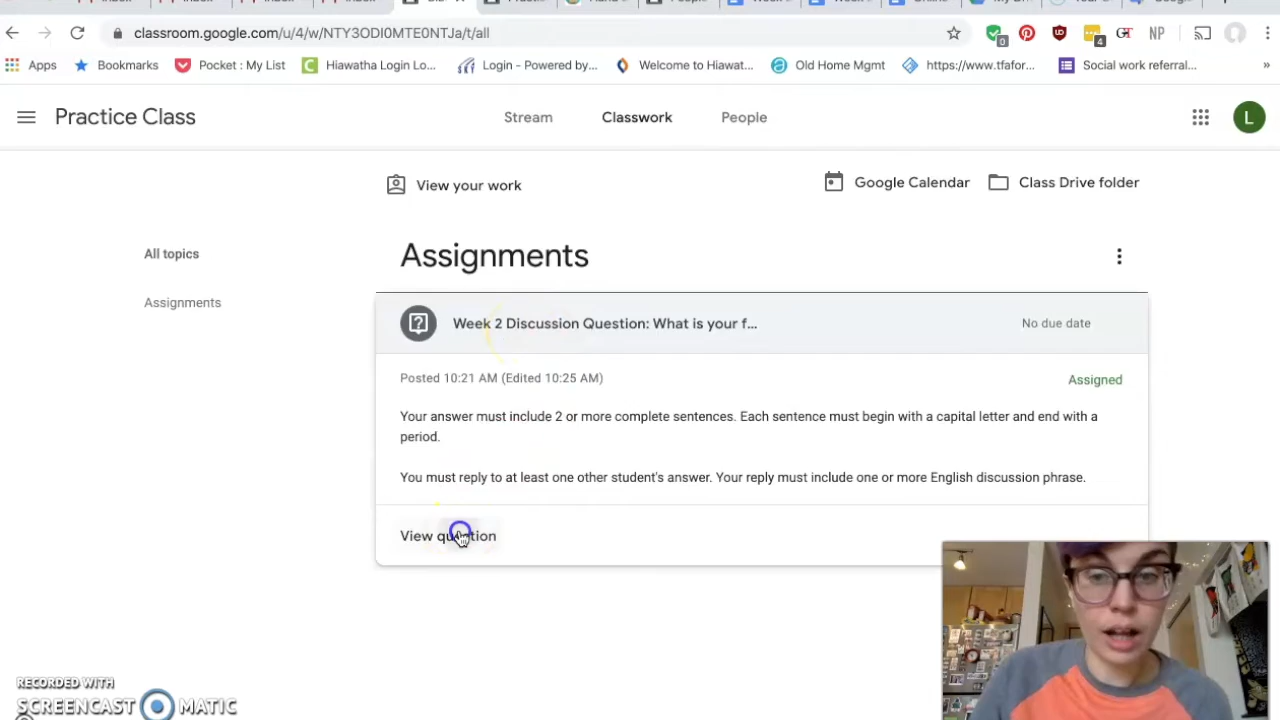 classroom.google.com/u/4/w/NTY3ODI0MTE0NTJa/t/all
0
4
GT
NP
Apps
Bookmarks
Pocket : My List
Hiawatha Login Lo...
Login - Powered by...
Welcome to Hiawat...
Old Home Mgmt
https://www.tfafor...
Social work referral...
»
Practice Class
Stream
Classwork
People
L
View your work
Google Calendar
Class Drive folder
All topics
Assignments
Assignments
Week 2 Discussion Question: What is your f...
No due date
Posted 10:21 AM (Edited 10:25 AM)
Assigned
Your answer must include 2 or more complete sentences. Each sentence must begin with a capital letter and end with a
period.
You must reply to at least one other student's answer. Your reply must include one or more English discussion phrase.
View question
RECORDED WITH
SCREENCAST MATIC